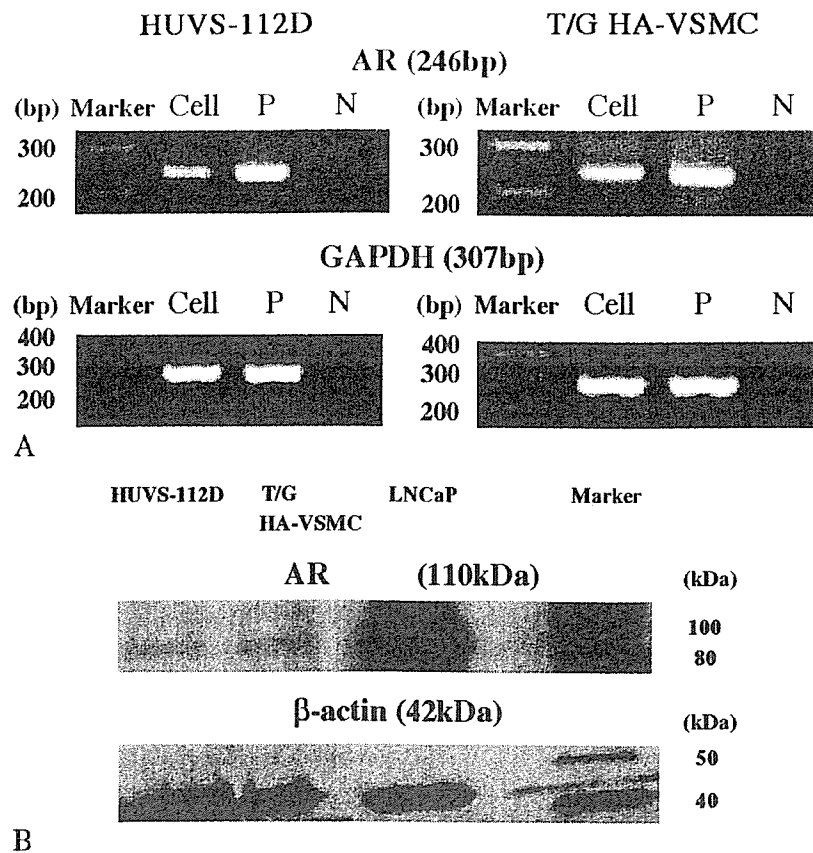 HUVS-112D T/G HA-VSMC
AR (246bp)
(bp) Marker Cell P N (bp) Marker Cell P N
300 300
200 200
GAPDH (307bp)
(bp) Marker Cell P N (bp) Marker Cell P N
400 400
300 300
200 200
A
HUVS-112D T/G LNCaP Marker
HA-VSMC
AR (110kDa) (kDa)
100
80
β-actin (42kDa) (kDa)
50
40
B